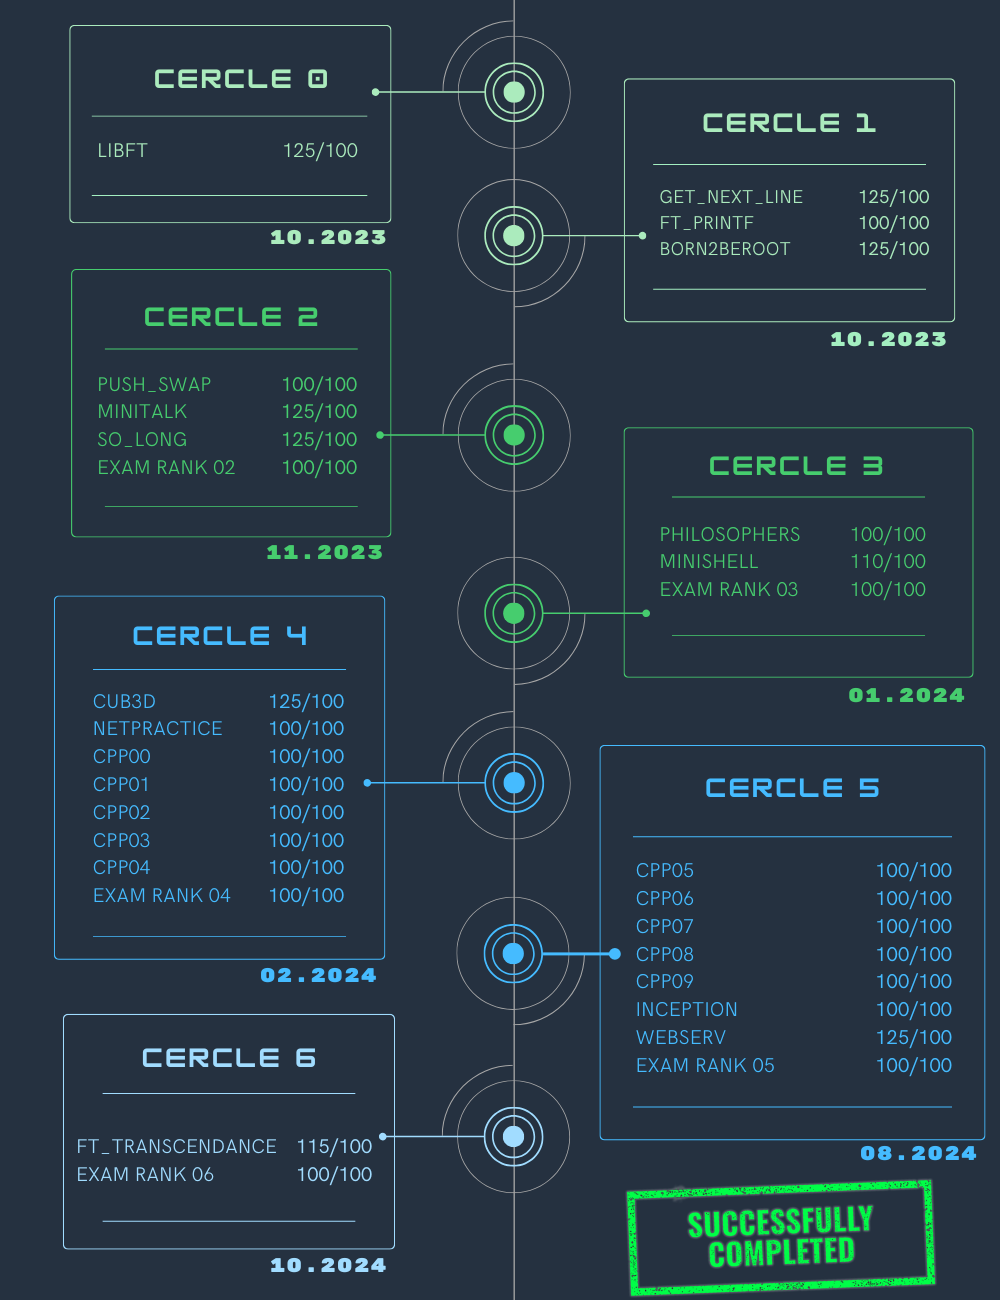 CERCLE 0
LIBFT 125/100
10.2023
CERCLE 1
GET_NEXT_LINE 125/100
FT_PRINTF 100/100
BORN2BEROOT 125/100
10.2023
CERCLE 2
PUSH_SWAP 100/100
MINITALK 125/100
SO_LONG 125/100
EXAM RANK 02 100/100
11.2023
CERCLE 3
PHILOSOPHERS 100/100
MINISHELL 110/100
EXAM RANK 03 100/100
01.2024
CERCLE 4
CUB3D 125/100
NETPRACTICE 100/100
CPP00 100/100
CPP01 100/100
CPP02 100/100
CPP03 100/100
CPP04 100/100
EXAM RANK 04 100/100
02.2024
CERCLE 5
CPP05 100/100
CPP06 100/100
CPP07 100/100
CPP08 100/100
CPP09 100/100
INCEPTION 100/100
WEBSERV 125/100
EXAM RANK 05 100/100
08.2024
CERCLE 6
FT_TRANSCENDANCE 115/100
EXAM RANK 06 100/100
10.2024
SUCCESSFULLY
COMPLETED